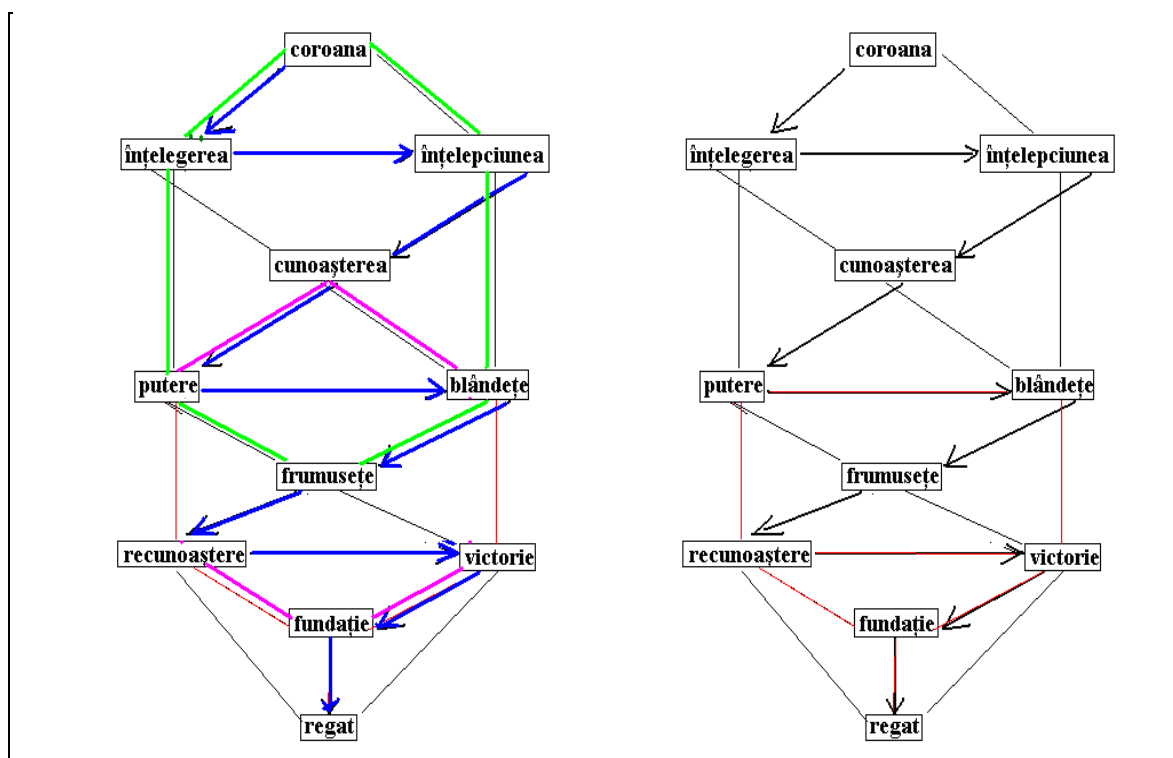 coroana
înțelegerea
înțelepciunea
cunoașterea
putere
blândețe
frumusețe
recunoaștere
victorie
fundație
regat
coroana
înțelegerea
înțelepciunea
cunoașterea
putere
blândețe
frumusețe
recunoaștere
victorie
fundație
regat